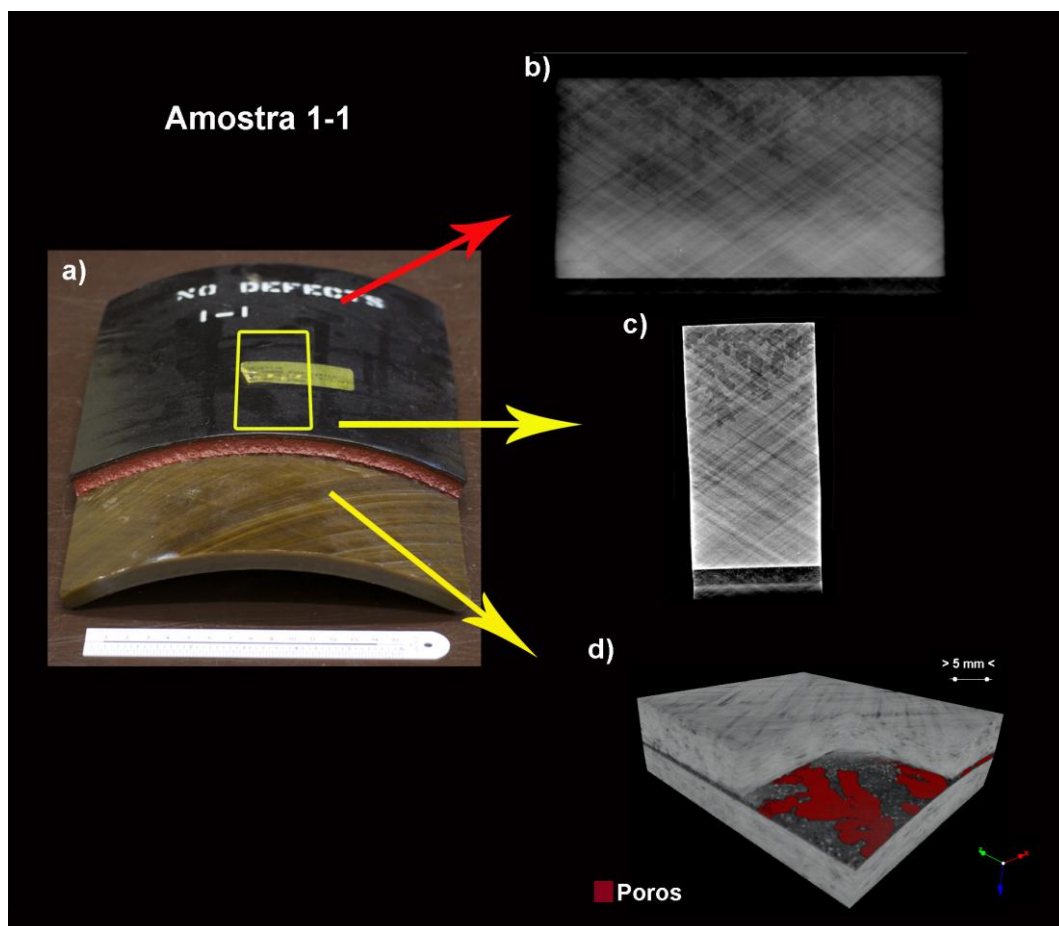 Amostra 1-1
a)
NO DEFECTS
1-1
b)
c)
d)
> 5 mm <
Poros